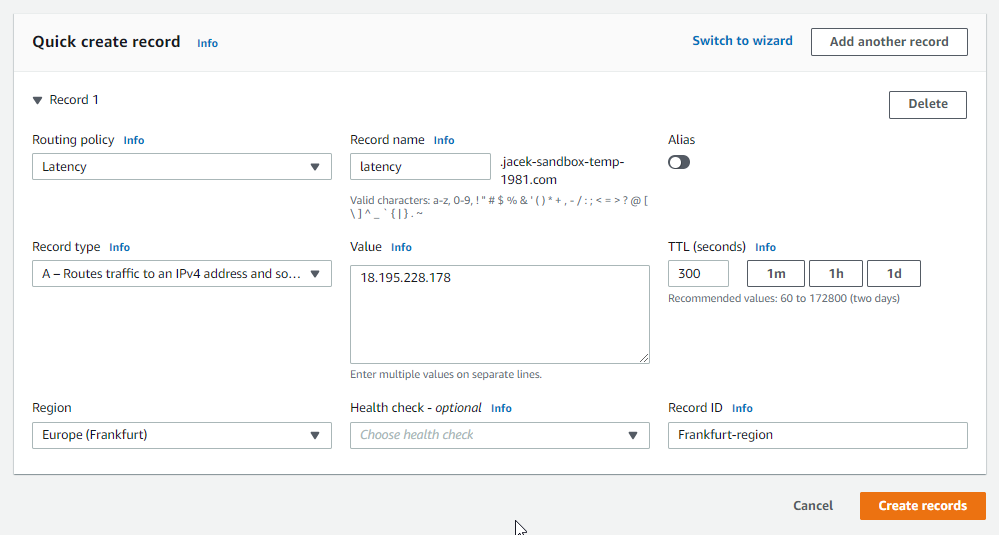 Quick create record Info Switch to wizard Add another record
Record 1 Delete
Routing policy Info Record name Info Alias
Latency latency .jacek-sandbox-temp-
1981.com
Valid characters: a-z, 0-9, ! " # $ % & ' ( ) * + , - / : ; < = > ? @ [
\ ] ^ _ ` { | } . ~
Record type Info Value Info TTL (seconds) Info
A – Routes traffic to an IPv4 address and so... 18.195.228.178 300 1m 1h 1d
Recommended values: 60 to 172800 (two days)
Enter multiple values on separate lines.
Region Health check - optional Info Record ID Info
Europe (Frankfurt) Choose health check Frankfurt-region
Cancel Create records